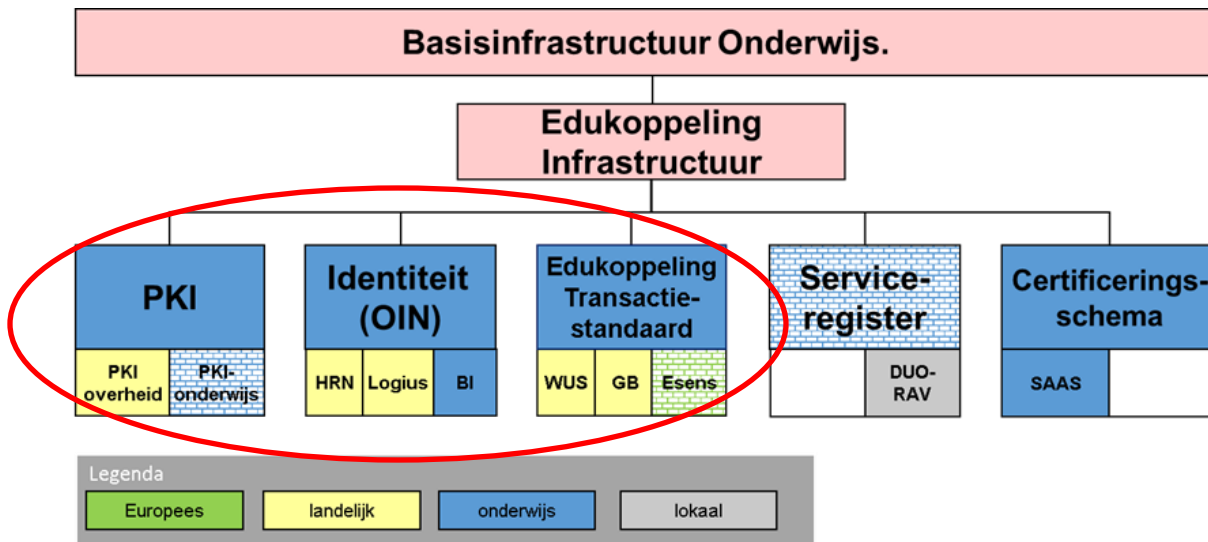 Basisinfrastructuur Onderwijs.
Edukoppeling
Infrastructuur
PKI
Identiteit
(OIN)
Edukoppeling
Transactie-
standaard
Service-
register
Certificerings-
schema
PKI
overheid
PKI-
onderwijs
HRN
Logius
BI
WUS
GB
Esens
DUO-
RAV
SAAS
Legenda
Europees
landelijk
onderwijs
lokaal